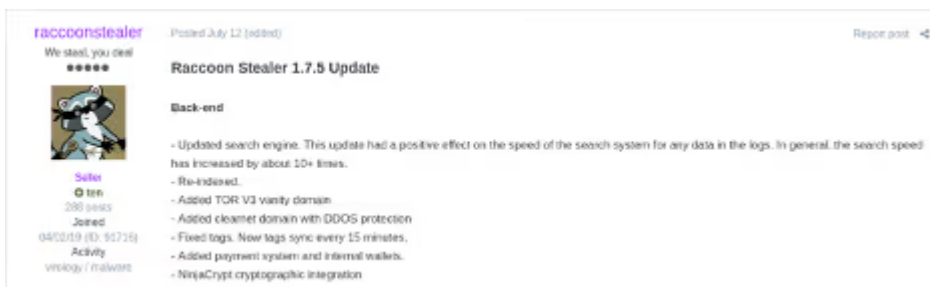 raccoonstealer
We steal, you deal
Seller
ten
288 posts
Joined
04/02/19 (ID: 91716)
Activity
virology / malware
Posted July 12 (edited)
Report post
Raccoon Stealer 1.7.5 Update
Back-end
- Updated search engine. This update had a positive effect on the speed of the search system for any data in the logs. In general, the search speed
has increased by about 10+ times.
- Re-indexed.
- Added TOR V3 vanity domain
- Added clearnet domain with DDOS protection
- Fixed tags. Now tags sync every 15 minutes.
- Added payment system and internal wallets.
- NinjaCrypt cryptographic integration